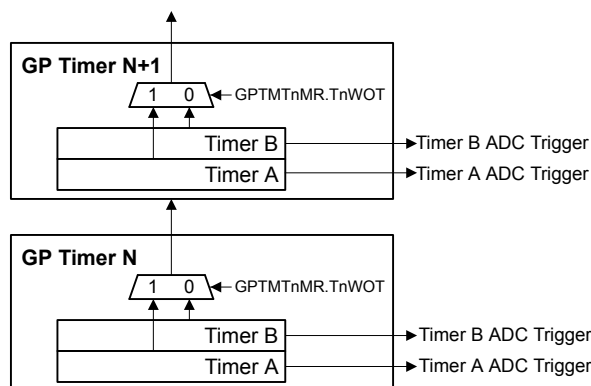 GP Timer N+1
1 0 GPTMTnMR.TnWOT
Timer B Timer B ADC Trigger
Timer A Timer A ADC Trigger
GP Timer N
1 0 GPTMTnMR.TnWOT
Timer B Timer B ADC Trigger
Timer A Timer A ADC Trigger